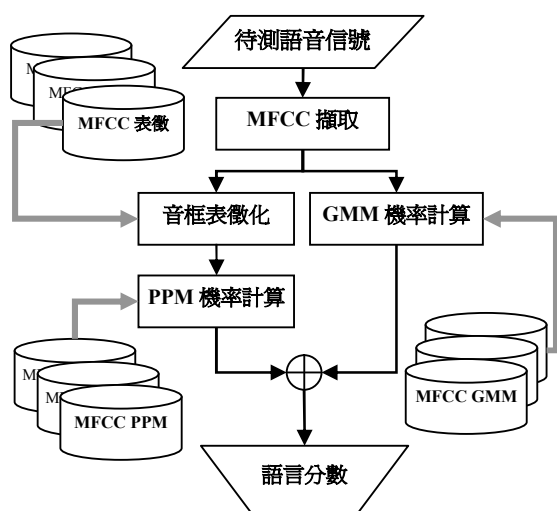 待測語音信號
MFCC 表徵
MFCC 擷取
音框表徵化
GMM 機率計算
PPM 機率計算
MFCC PPM
MFCC GMM
語言分數